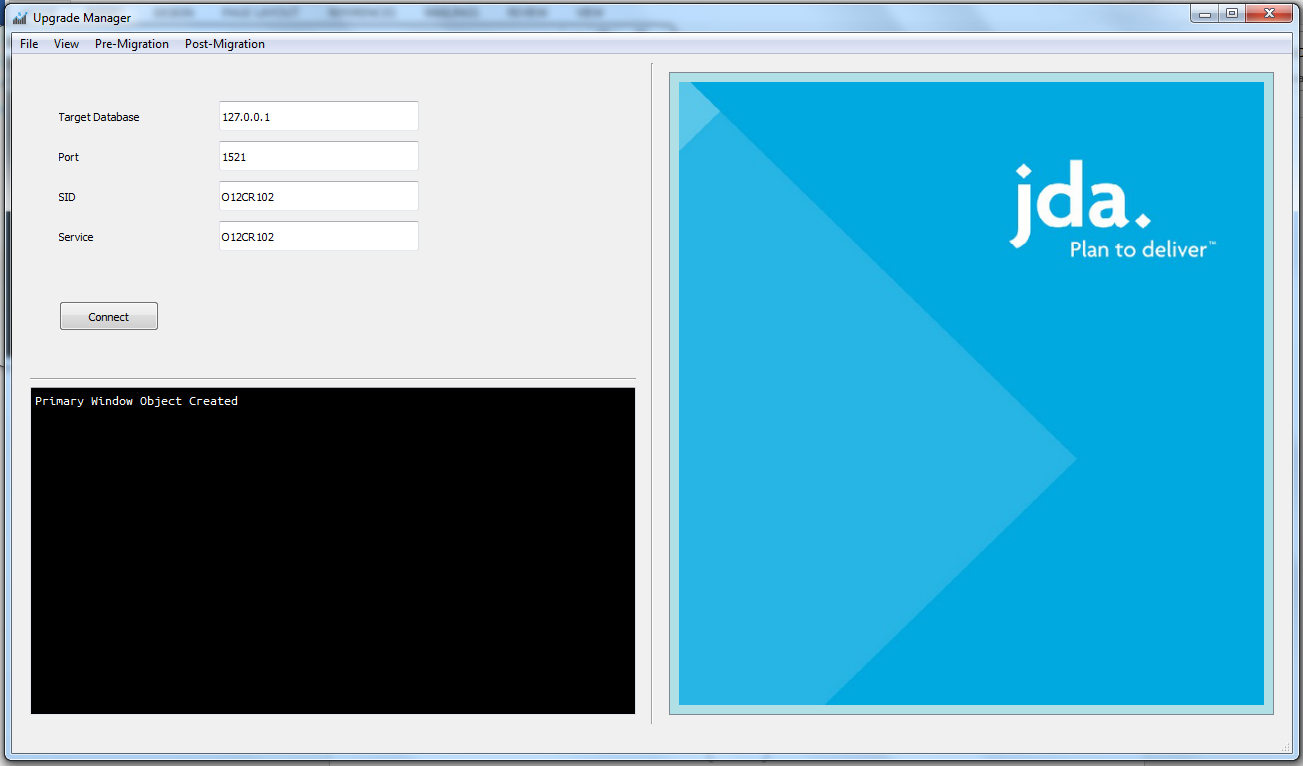 Upgrade Manager
File View Pre-Migration Post-Migration
Target Database 127.0.0.1
Port 1521
SID O12CR102
Service O12CR102
Connect
Primary Window Object Created
jda.
Plan to deliver™